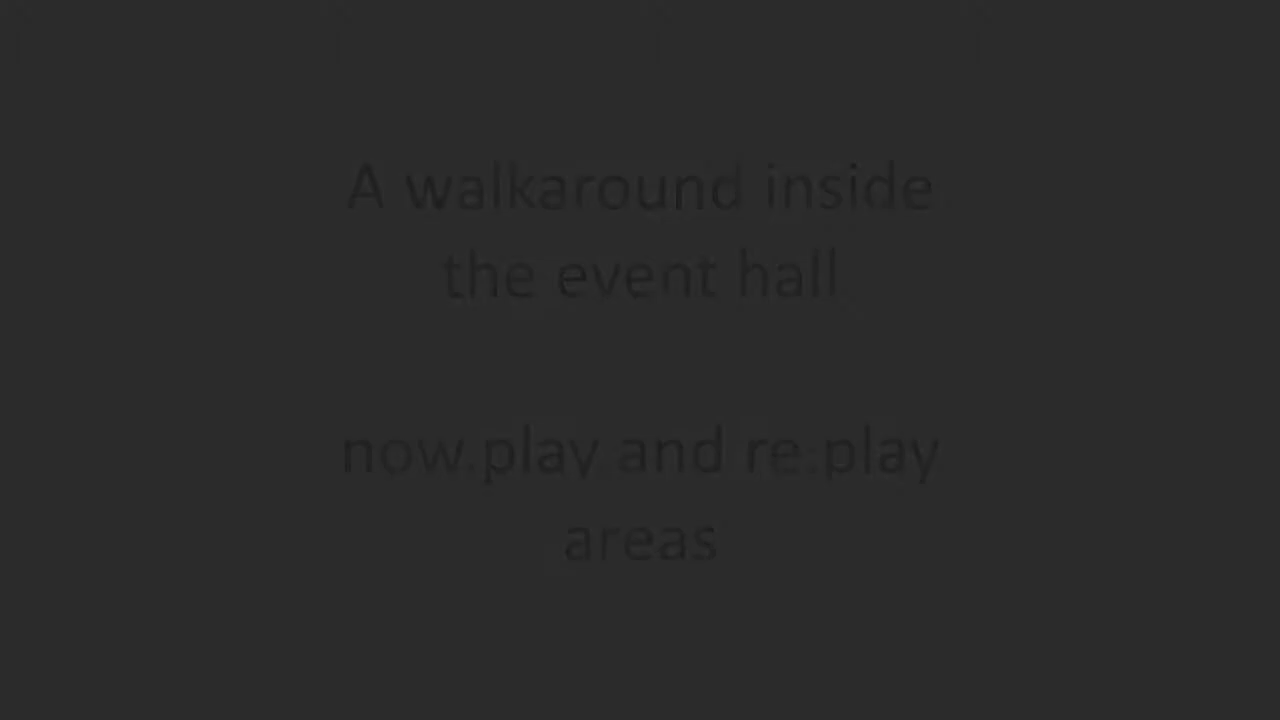 A walkaround inside
the event hall
now.play and re.play
areas